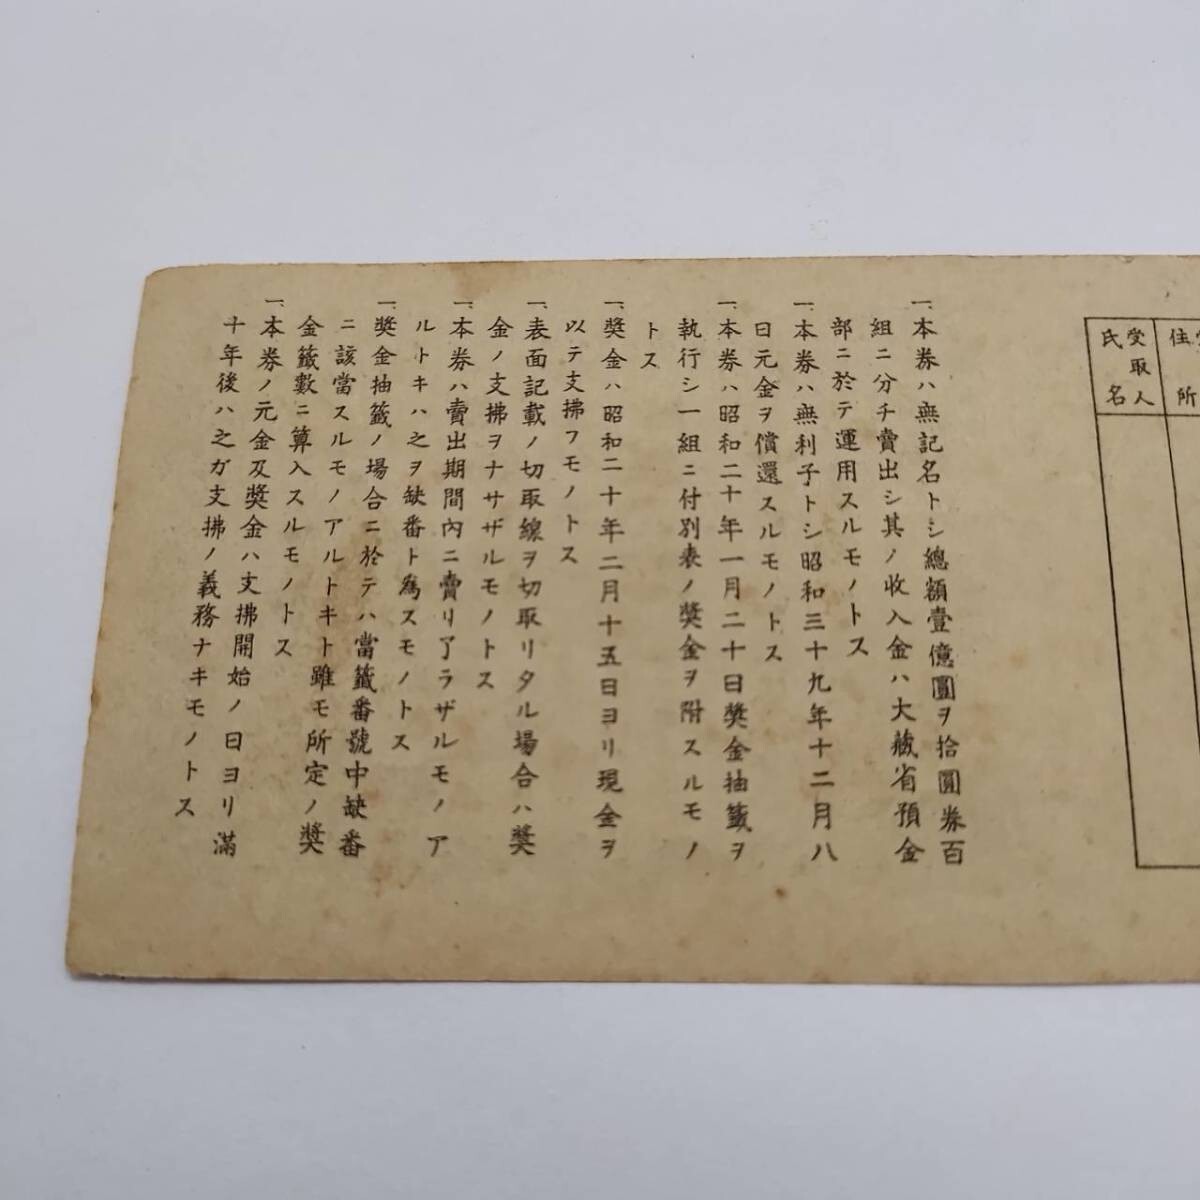 住所
受取人
氏名
一、本券ハ無記名トシ總額壹億圓ヲ拾圓券百
組ニ分チ賣出シ其ノ收入金ハ大藏省預金
部ニ於テ運用スルモノトス
一、本券ハ無利子トシ昭和三十九年十二月八
日元金ヲ償還スルモノトス
一、本券ハ昭和二十年一月二十日奬金抽籤ヲ
執行シ一組ニ付別表ノ奬金ヲ附スルモノ
トス
一、奬金ハ昭和二十年二月十五日ヨリ現金ヲ
以テ支拂フモノトス
一、表面記載ノ切取線ヲ切取リタル場合ハ奬
金ノ支拂ヲナサザルモノトス
一、本券ハ賣出期間內ニ賣リ了ラザルモノア
ルトキハ之ヲ缺番ト爲スモノトス
一、奬金抽籤ノ場合ニ於テハ當籤番號中缺番
ニ該當スルモノアルトキト雖モ所定ノ奬
金籤數ニ算入スルモノトス
一、本券ノ元金及奬金ハ支拂開始ノ日ヨリ滿
十年後ハ之ガ支拂ノ義務ナキモノトス